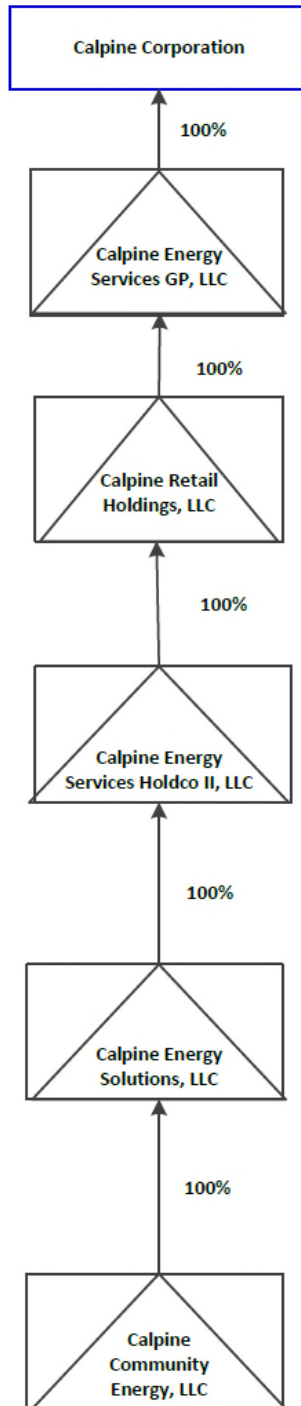 Calpine Corporation
100%
Calpine Energy
Services GP, LLC
100%
Calpine Retail
Holdings, LLC
100%
Calpine Energy
Services Holdco II, LLC
100%
Calpine Energy
Solutions, LLC
100%
Calpine
Community
Energy, LLC